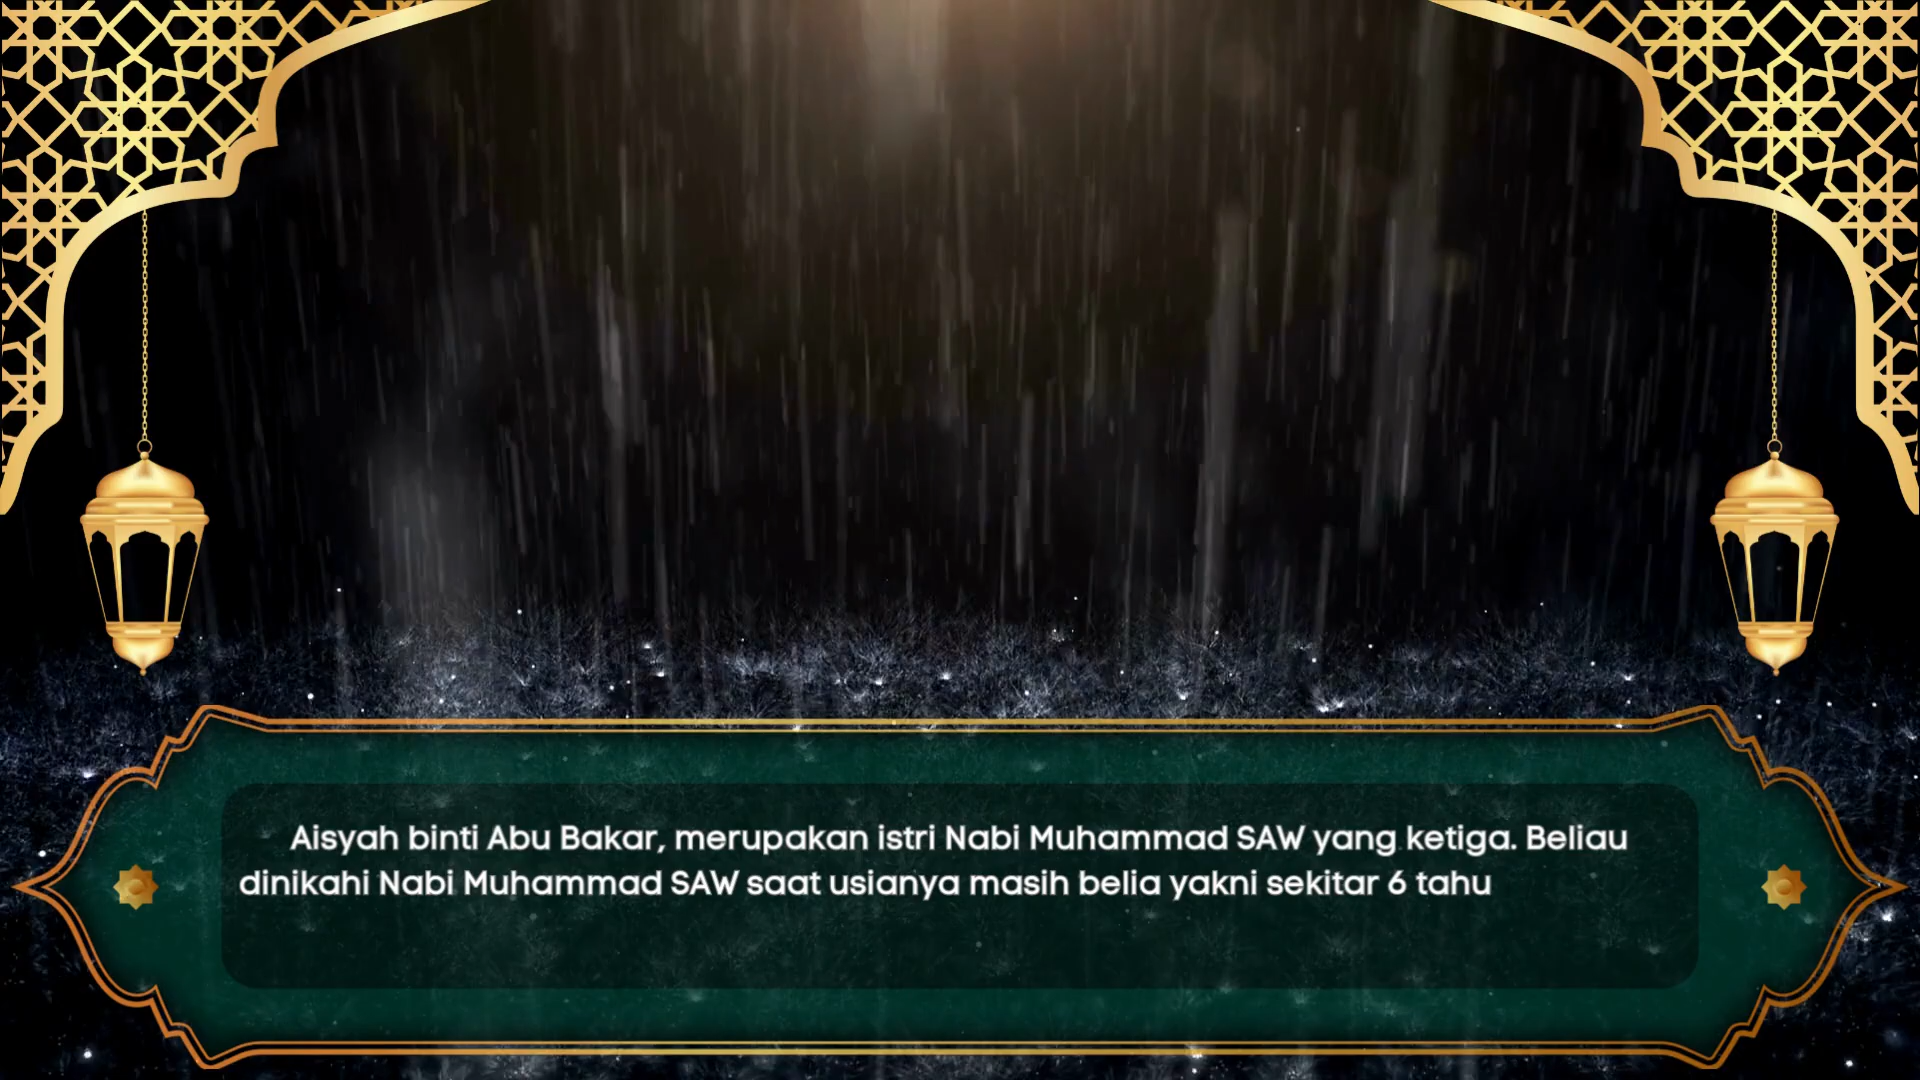 Aisyah binti Abu Bakar, merupakan istri Nabi Muhammad SAW yang ketiga. Beliau
dinikahi Nabi Muhammad SAW saat usianya masih belia yakni sekitar 6 tahu